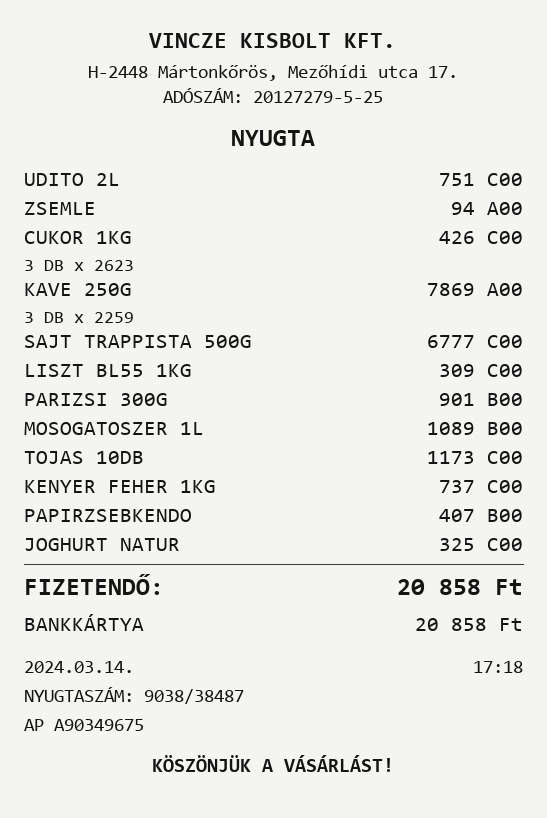 VINCZE KISBOLT KFT.
H-2448 Mártonkőrös, Mezőhídi utca 17.
ADÓSZÁM: 20127279-5-25
NYUGTA
UDITO 2L 751 C00
ZSEMLE 94 A00
CUKOR 1KG 426 C00
3 DB x 2623
KAVE 250G 7869 A00
3 DB x 2259
SAJT TRAPPISTA 500G 6777 C00
LISZT BL55 1KG 309 C00
PARIZSI 300G 901 B00
MOSOGATOSZER 1L 1089 B00
TOJAS 10DB 1173 C00
KENYER FEHER 1KG 737 C00
PAPIRZSEBKENDO 407 B00
JOGHURT NATUR 325 C00
FIZETENDŐ: 20 858 Ft
BANKKÁRTYA 20 858 Ft
2024.03.14. 17:18
NYUGTASZÁM: 9038/38487
AP A90349675
KÖSZÖNJÜK A VÁSÁRLÁST!